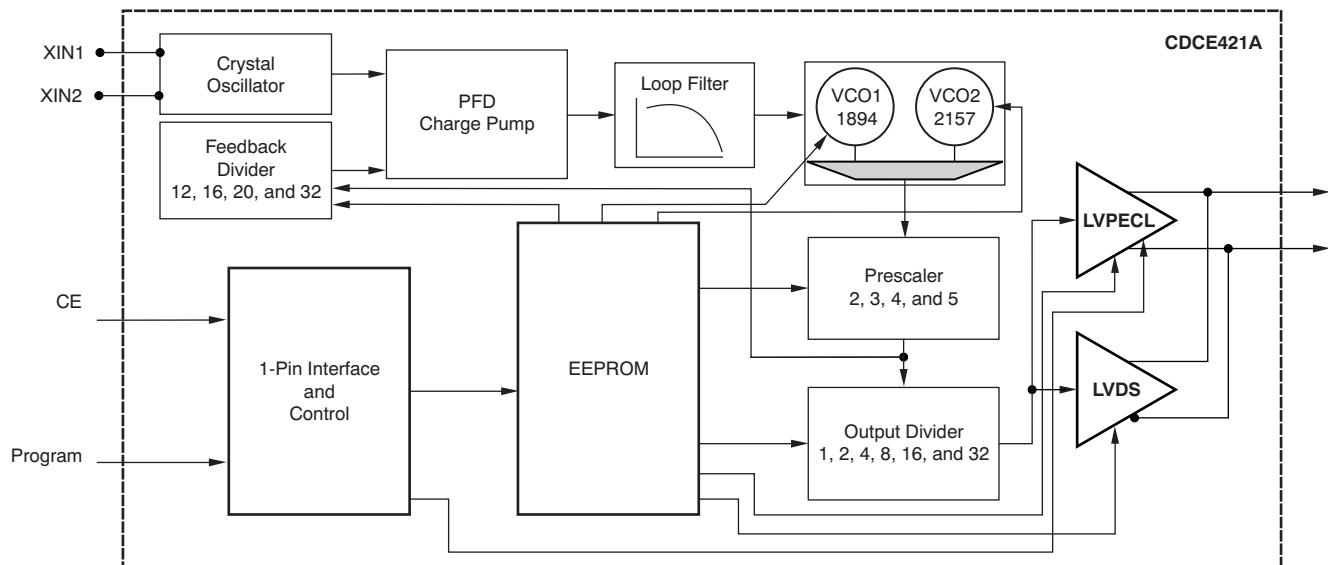 CDCE421A
XIN1
XIN2
Crystal
Oscillator
PFD
Charge Pump
Loop Filter
VCO1
1894
VCO2
2157
Feedback
Divider
12, 16, 20, and 32
LVPECL
Prescaler
2, 3, 4, and 5
CE
1-Pin Interface
and
Control
EEPROM
LVDS
Output Divider
1, 2, 4, 8, 16, and 32
Program